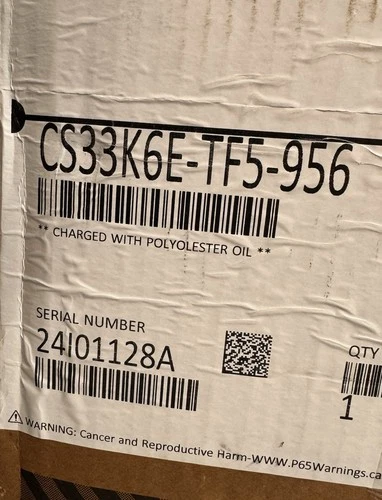 CS33K6E-TF5-956
** CHARGED WITH POLYOLESTER OIL **
SERIAL NUMBER
24I01128A
QTY
1
⚠ WARNING: Cancer and Reproductive Harm-WWW.P65Warnings.ca